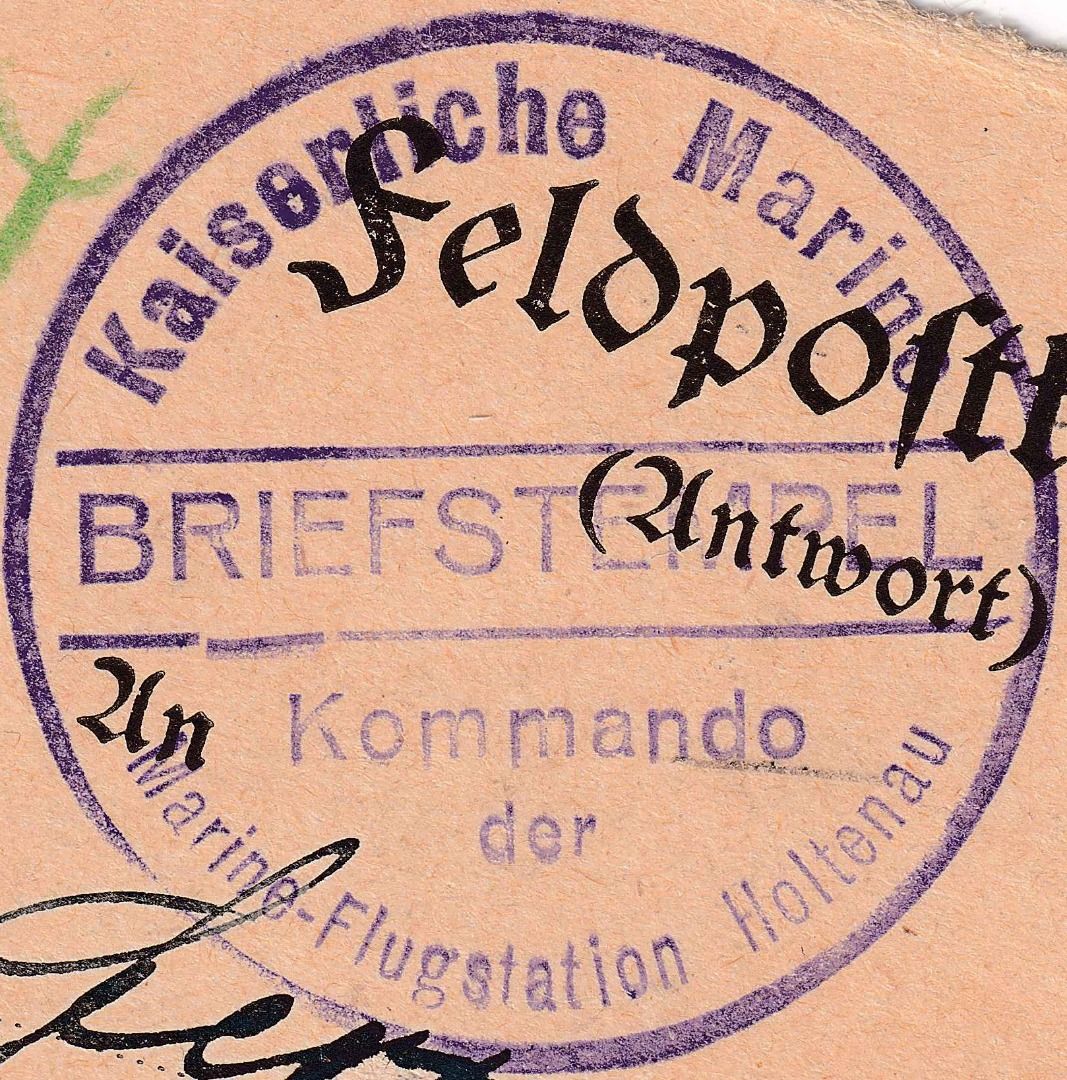 Kaiserliche Marine
Feldpost
(Antwort)
BRIEFSTEMPEL
An
Kommando
der
Marine-Flugstation Holtenau